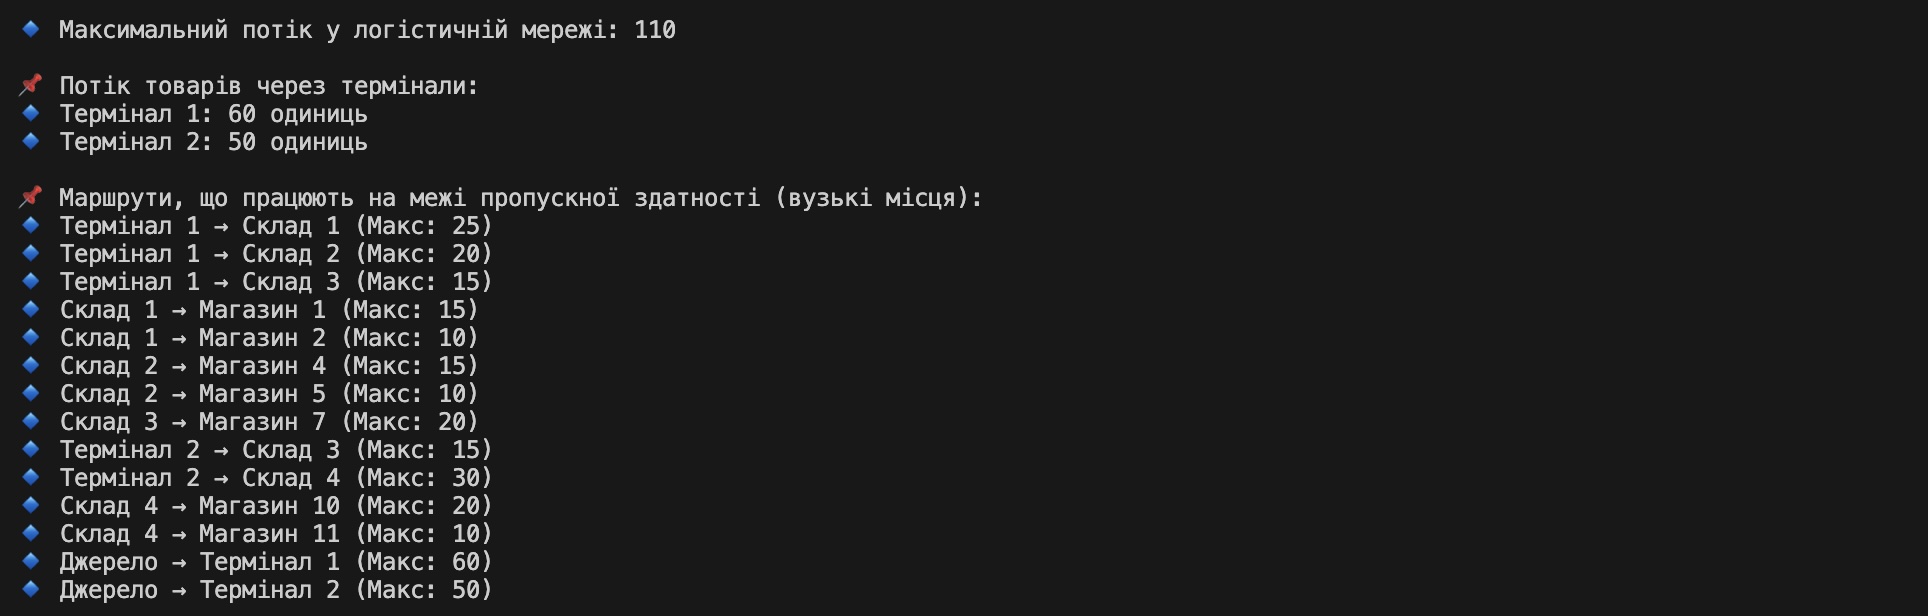 🔹 Максимальний потік у логістичній мережі: 110
📌 Потік товарів через термінали:
🔹 Термінал 1: 60 одиниць
🔹 Термінал 2: 50 одиниць
📌 Маршрути, що працюють на межі пропускної здатності (вузькі місця):
🔹 Термінал 1 → Склад 1 (Макс: 25)
🔹 Термінал 1 → Склад 2 (Макс: 20)
🔹 Термінал 1 → Склад 3 (Макс: 15)
🔹 Склад 1 → Магазин 1 (Макс: 15)
🔹 Склад 1 → Магазин 2 (Макс: 10)
🔹 Склад 2 → Магазин 4 (Макс: 15)
🔹 Склад 2 → Магазин 5 (Макс: 10)
🔹 Склад 3 → Магазин 7 (Макс: 20)
🔹 Термінал 2 → Склад 3 (Макс: 15)
🔹 Термінал 2 → Склад 4 (Макс: 30)
🔹 Склад 4 → Магазин 10 (Макс: 20)
🔹 Склад 4 → Магазин 11 (Макс: 10)
🔹 Джерело → Термінал 1 (Макс: 60)
🔹 Джерело → Термінал 2 (Макс: 50)